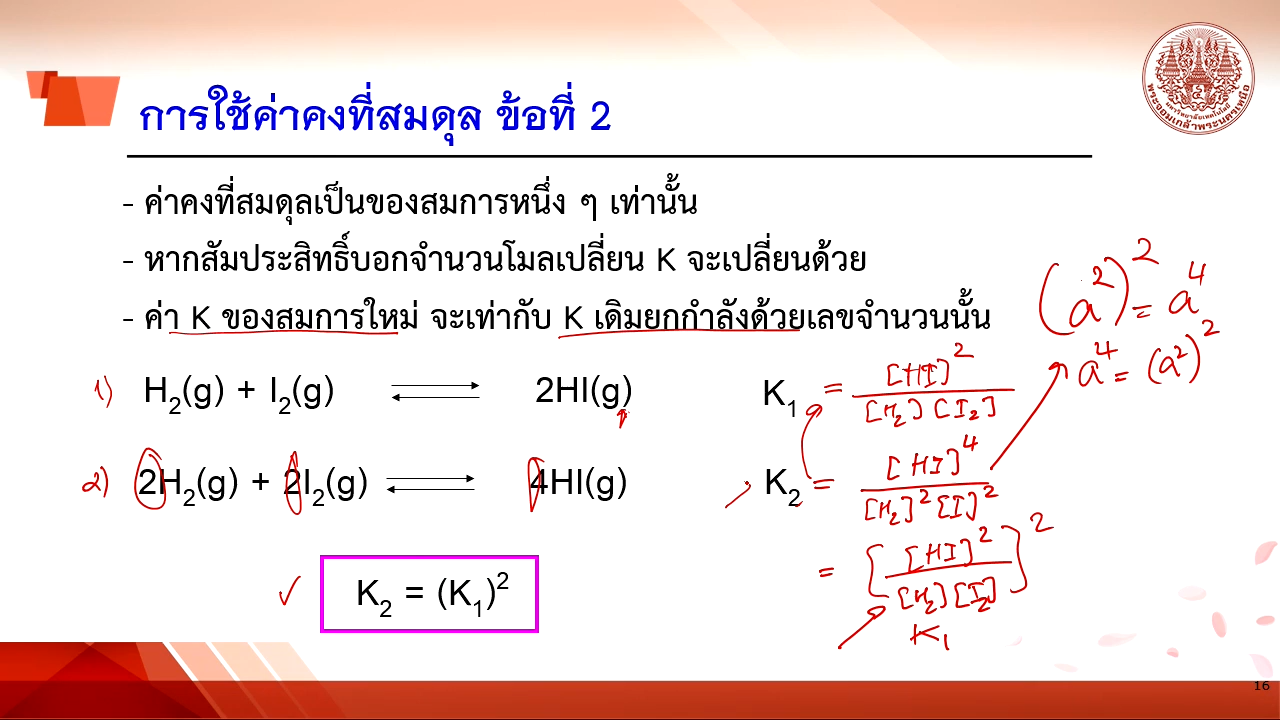 การใช้ค่าคงที่สมดุล ข้อที่ 2
- ค่าคงที่สมดุลเป็นของสมการหนึ่ง ๆ เท่านั้น
- หากสัมประสิทธิ์บอกจำนวนโมลเปลี่ยน K จะเปลี่ยนด้วย
- ค่า K ของสมการใหม่ จะเท่ากับ K เดิมยกกำลังด้วยเลขจำนวนนั้น
(a²)² = a⁴
a⁴ = (a²)²
1) H₂(g) + I₂(g) ⇌ 2HI(g) K₁ = [HI]² / [H₂][I₂]
2) 2H₂(g) + 2I₂(g) ⇌ 4HI(g) K₂ = [HI]⁴ / [H₂]²[I]²
= [[HI]² / [H₂][I₂]]²
K₁
✓ K₂ = (K₁)²
16